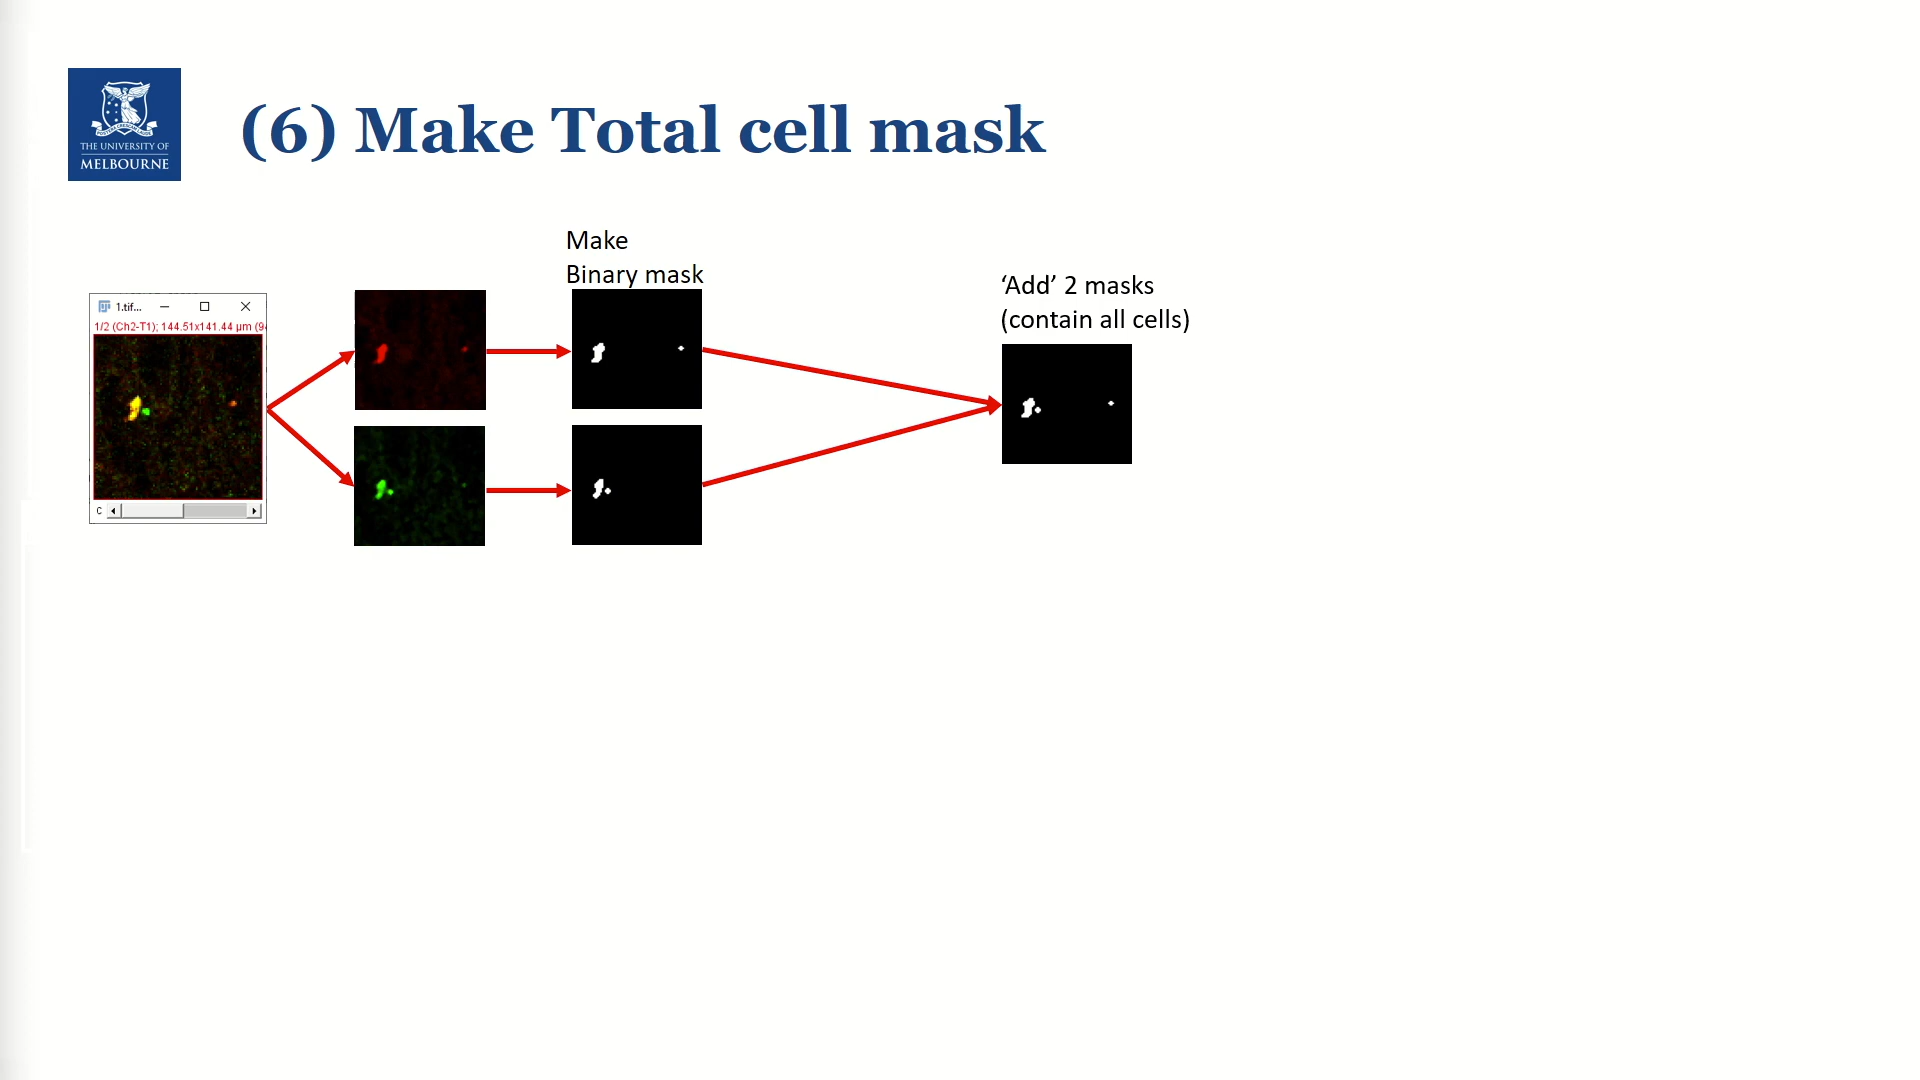 THE UNIVERSITY OF
MELBOURNE
(6) Make Total cell mask
Make
Binary mask
‘Add’ 2 masks
(contain all cells)
1.tif...
1/2 (Ch2-T1); 144.51x141.44 µm (94
c